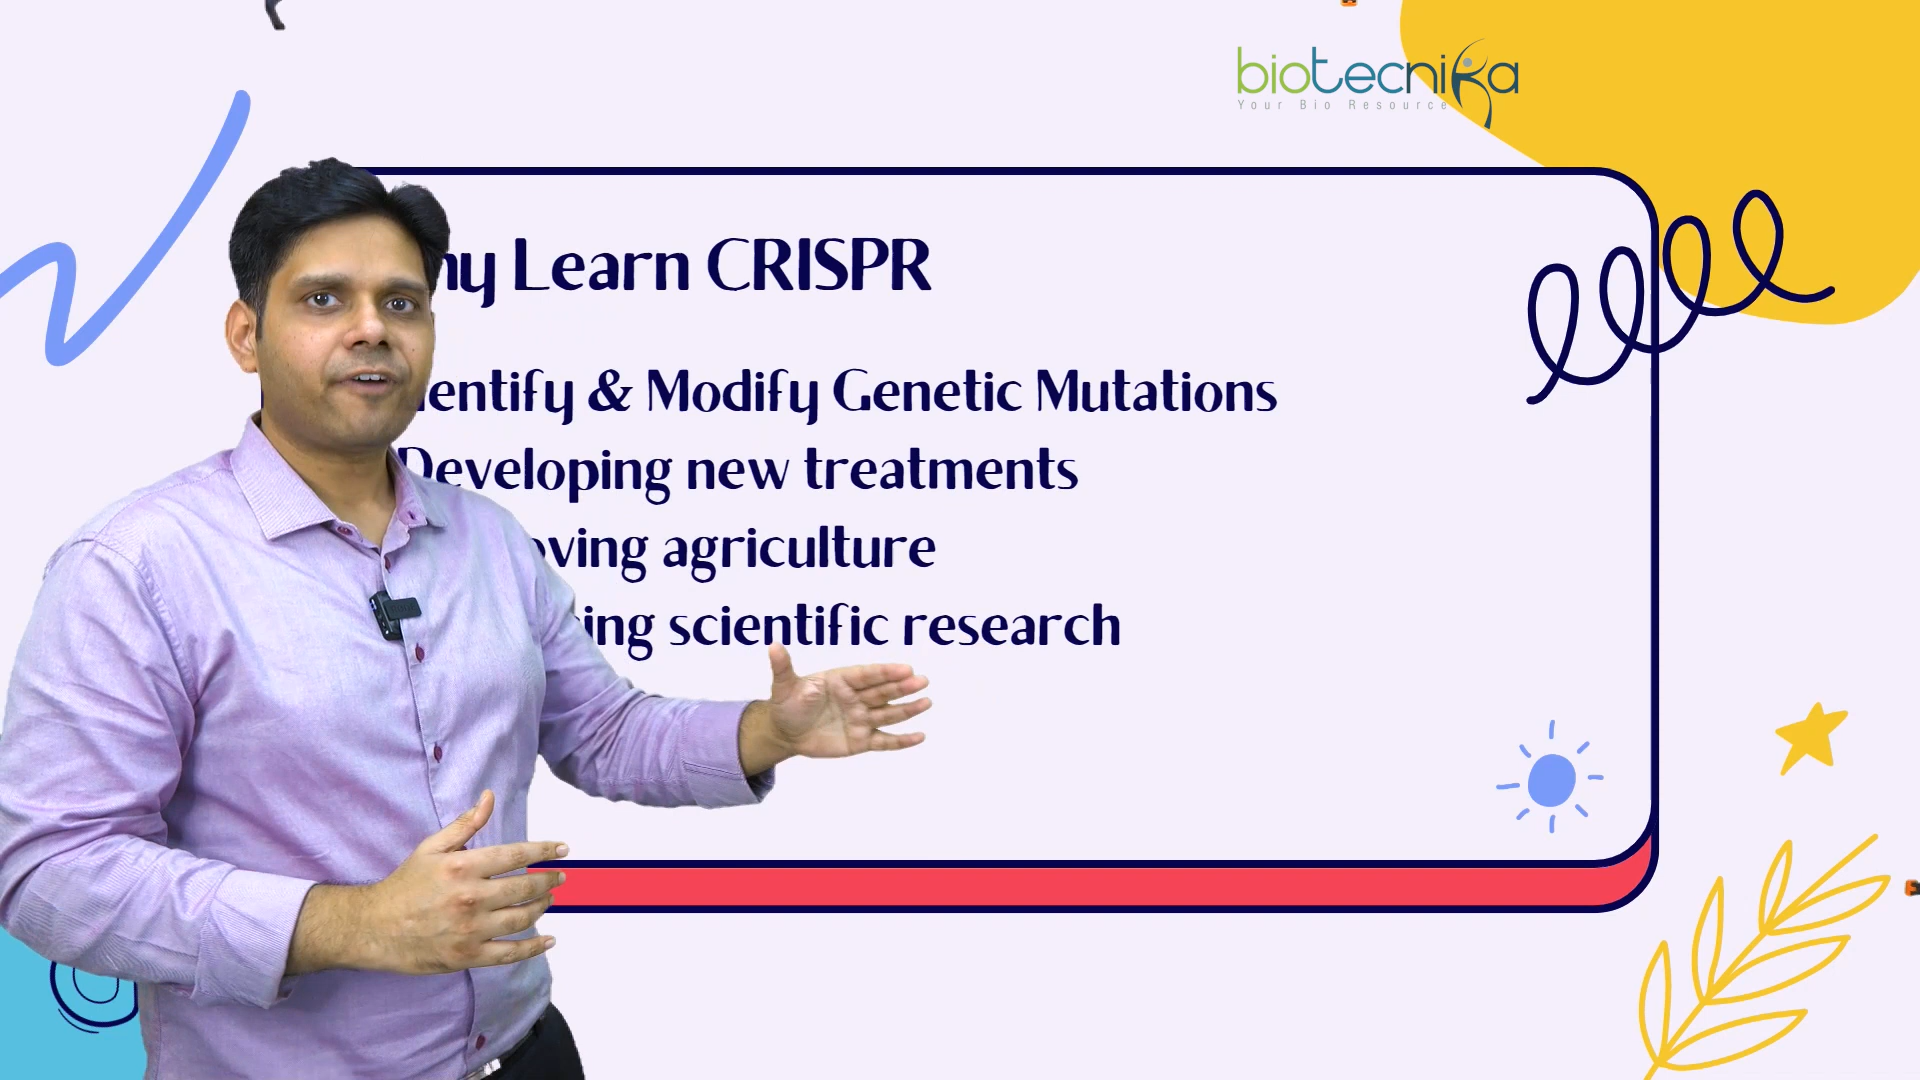 biotecnika
Your Bio Resource
Learn CRISPR
& Modify Genetic Mutations
Developing new treatments
agriculture
scientific research